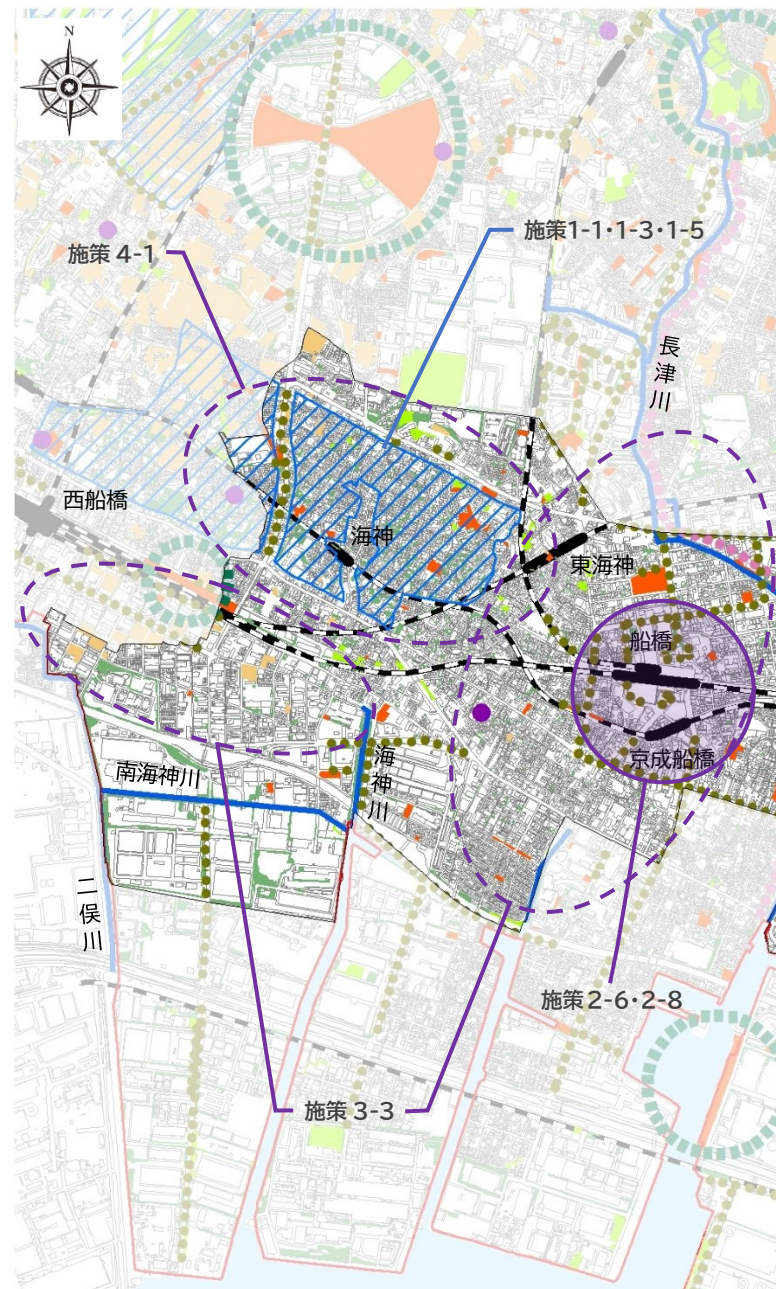 N
施策1-1・1-3・1-5
施策 4-1
長津川
西船橋
海神
東海神
船橋
京成船橋
南海神川
海神川
二俣川
施策 2-6・2-8
施策 3-3